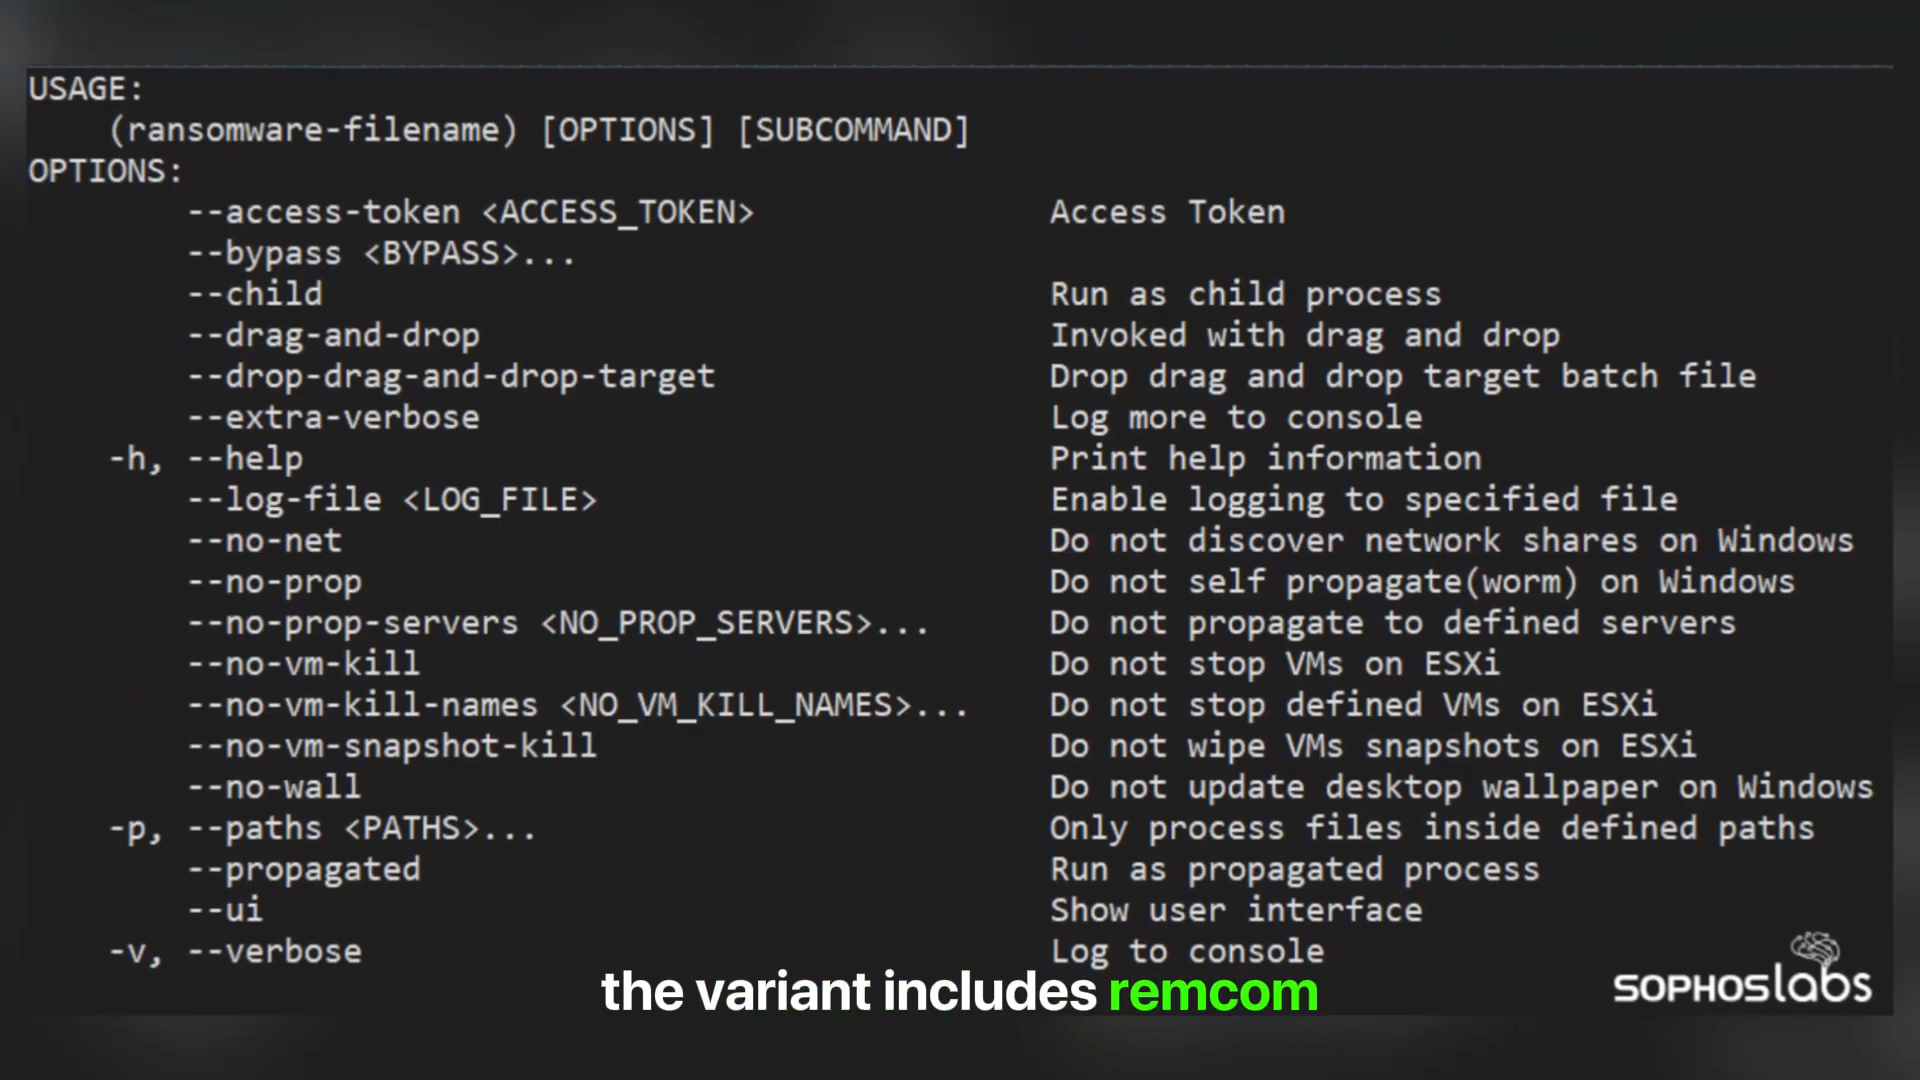 USAGE:
(ransomware-filename) [OPTIONS] [SUBCOMMAND]
OPTIONS:
--access-token <ACCESS_TOKEN> Access Token
--bypass <BYPASS>...
--child Run as child process
--drag-and-drop Invoked with drag and drop
--drop-drag-and-drop-target Drop drag and drop target batch file
--extra-verbose Log more to console
-h, --help Print help information
--log-file <LOG_FILE> Enable logging to specified file
--no-net Do not discover network shares on Windows
--no-prop Do not self propagate(worm) on Windows
--no-prop-servers <NO_PROP_SERVERS>... Do not propagate to defined servers
--no-vm-kill Do not stop VMs on ESXi
--no-vm-kill-names <NO_VM_KILL_NAMES>... Do not stop defined VMs on ESXi
--no-vm-snapshot-kill Do not wipe VMs snapshots on ESXi
--no-wall Do not update desktop wallpaper on Windows
-p, --paths <PATHS>... Only process files inside defined paths
--propagated Run as propagated process
--ui Show user interface
-v, --verbose Log to console
the variant includes remcom
SOPHOSlabs